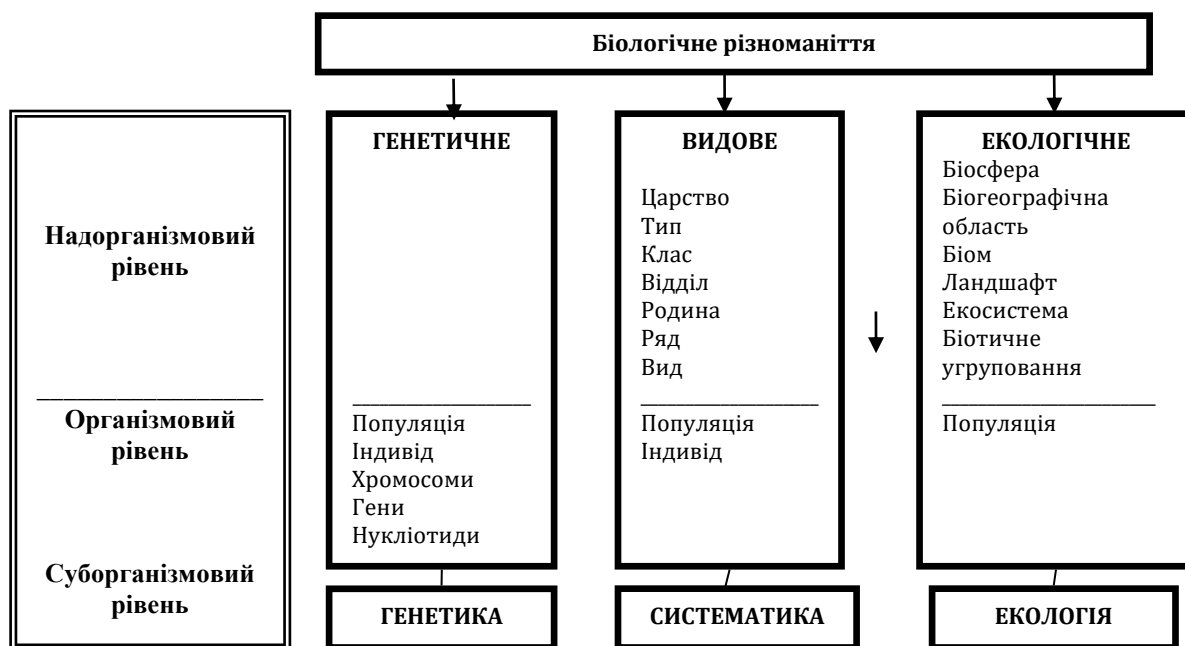 Біологічне різноманіття
Надорганізмовий
рівень
Організмовий
рівень
Суборганізмовий
рівень
ГЕНЕТИЧНЕ
Популяція
Індивід
Хромосоми
Гени
Нукліотиди
ГЕНЕТИКА
ВИДОВЕ
Царство
Тип
Клас
Відділ
Родина
Ряд
Вид
Популяція
Індивід
СИСТЕМАТИКА
ЕКОЛОГІЧНЕ
Біосфера
Біогеографічна
область
Біом
Ландшафт
Екосистема
Біотичне
угруповання
Популяція
ЕКОЛОГІЯ